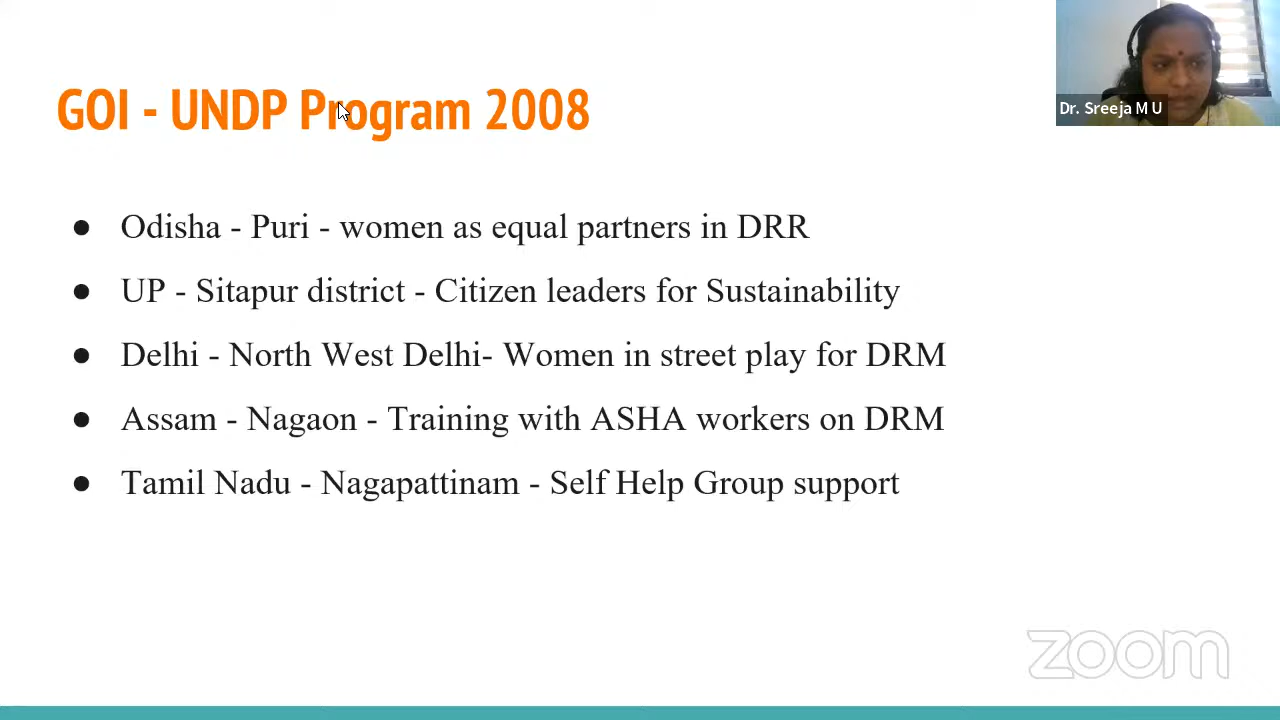 GOI - UNDP Program 2008
Dr. Sreeja M U
● Odisha - Puri - women as equal partners in DRR
● UP - Sitapur district - Citizen leaders for Sustainability
● Delhi - North West Delhi- Women in street play for DRM
● Assam - Nagaon - Training with ASHA workers on DRM
● Tamil Nadu - Nagapattinam - Self Help Group support
zoom